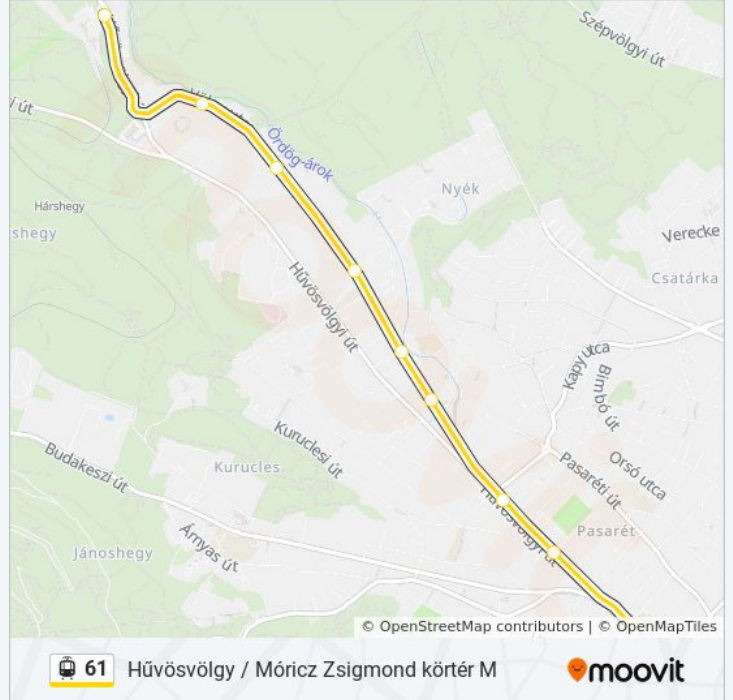 Szépvölgyi út
i út
Ördög-árok
Nyék
Hárshegy
shegy
Verecke
Csatárka
Hűvösvölgyi út
Kapy utca
Bimbó út
Kuruclesi út
Orsó utca
Pasaréti út
Budakeszi út
Kurucles
Hűvösvölgyi út
Pasarét
Árnyas út
Jánoshegy
© OpenStreetMap contributors | © OpenMapTiles
61 Hűvösvölgy / Móricz Zsigmond körtér M
moovit